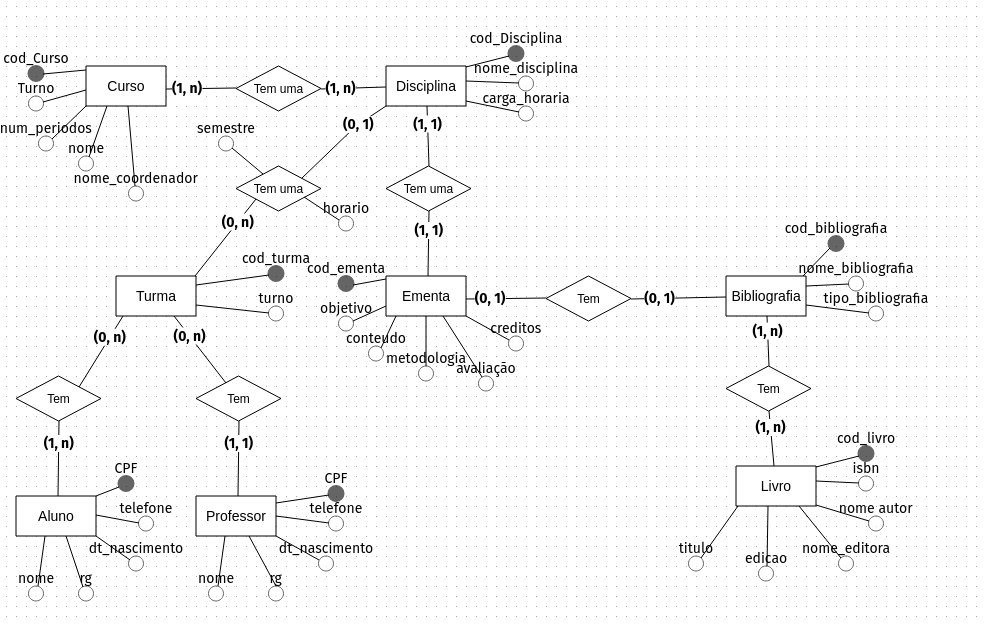 cod_Disciplina
cod_Curso
nome_disciplina
Turno
Curso
(1, n)
Tem uma
(1, n)
Disciplina
carga_horaria
num_periodos
semestre
(0, 1)
(1, 1)
nome
nome_coordenador
Tem uma
Tem uma
horario
(0, n)
(1, 1)
cod_bibliografia
cod_turma
cod_ementa
nome_bibliografia
Turma
turno
Ementa
(0, 1)
Tem
(0, 1)
Bibliografia
tipo_bibliografia
objetivo
conteudo
creditos
(0, n)
(0, n)
metodologia
avaliação
(1, n)
Tem
Tem
Tem
(1, n)
(1, 1)
(1, n)
cod_livro
CPF
CPF
isbn
Livro
telefone
telefone
nome autor
Aluno
Professor
dt_nascimento
dt_nascimento
titulo
edicao
nome_editora
nome
rg
nome
rg